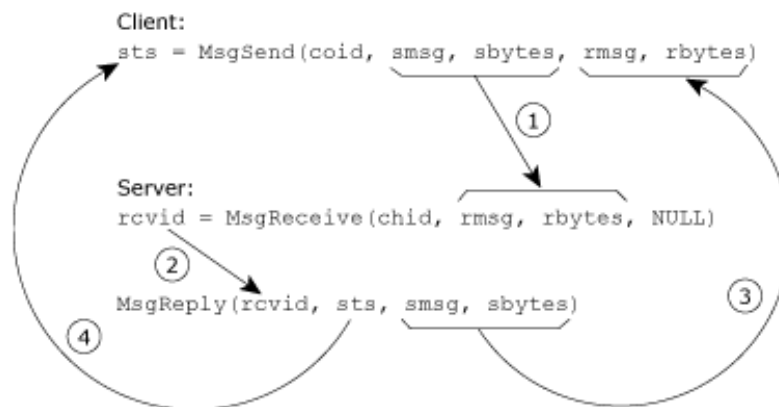 Client:
sts = MsgSend(coid, smsg, sbytes, rmsg, rbytes)
1
Server:
rcvid = MsgReceive(chid, rmsg, rbytes, NULL)
2
MsgReply(rcvid, sts, smsg, sbytes)
3
4